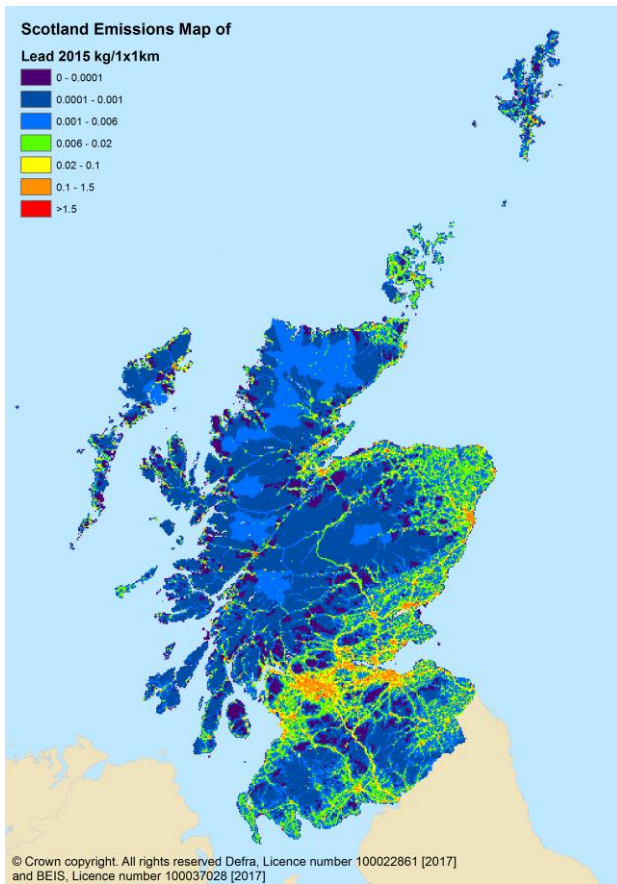 Scotland Emissions Map of
Lead 2015 kg/1x1km
0 - 0.0001
0.0001 - 0.001
0.001 - 0.006
0.006 - 0.02
0.02 - 0.1
0.1 - 1.5
>1.5
© Crown copyright. All rights reserved Defra, Licence number 100022861 [2017]
and BEIS, Licence number 100037028 [2017]